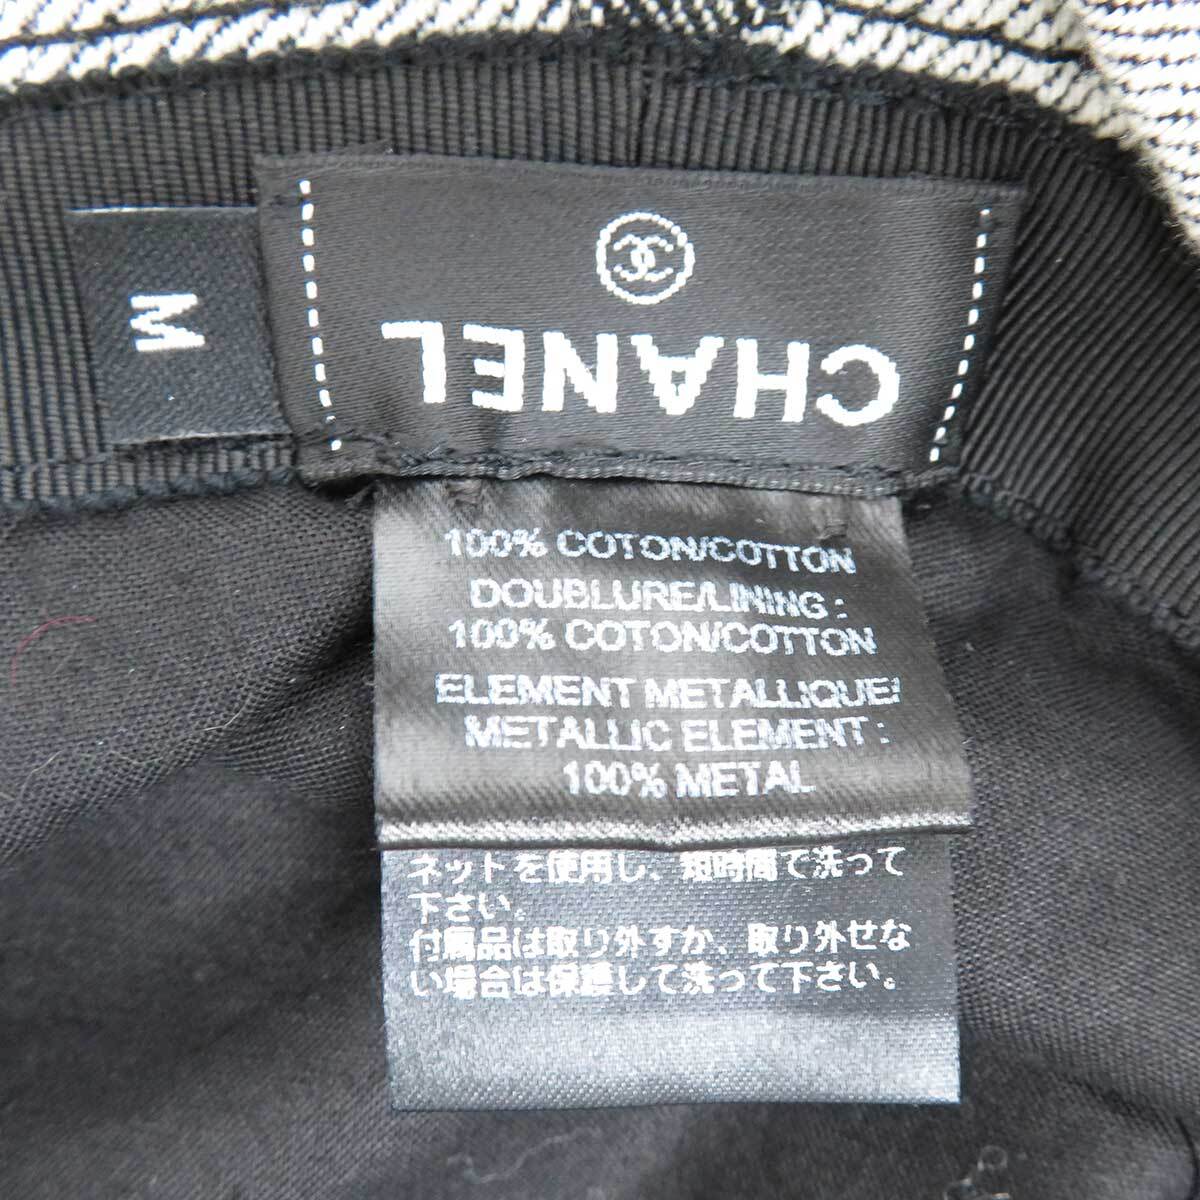 CHANEL
M
100% COTON/COTTON
DOUBLURE/LINING :
100% COTON/COTTON
ELEMENT METALLIQUE/
METALLIC ELEMENT :
100% METAL
ネットを使用し、短時間で洗って
下さい。
付属品は取り外すか、取り外せな
い場合は保護して洗って下さい。